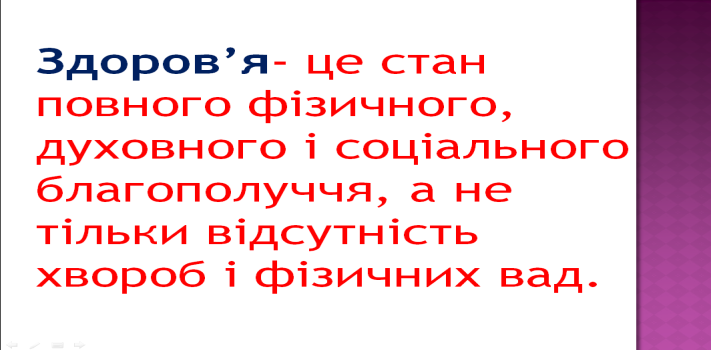 Здоров’я- це стан
повного фізичного,
духовного і соціального
благополуччя, а не
тільки відсутність
хвороб і фізичних вад.